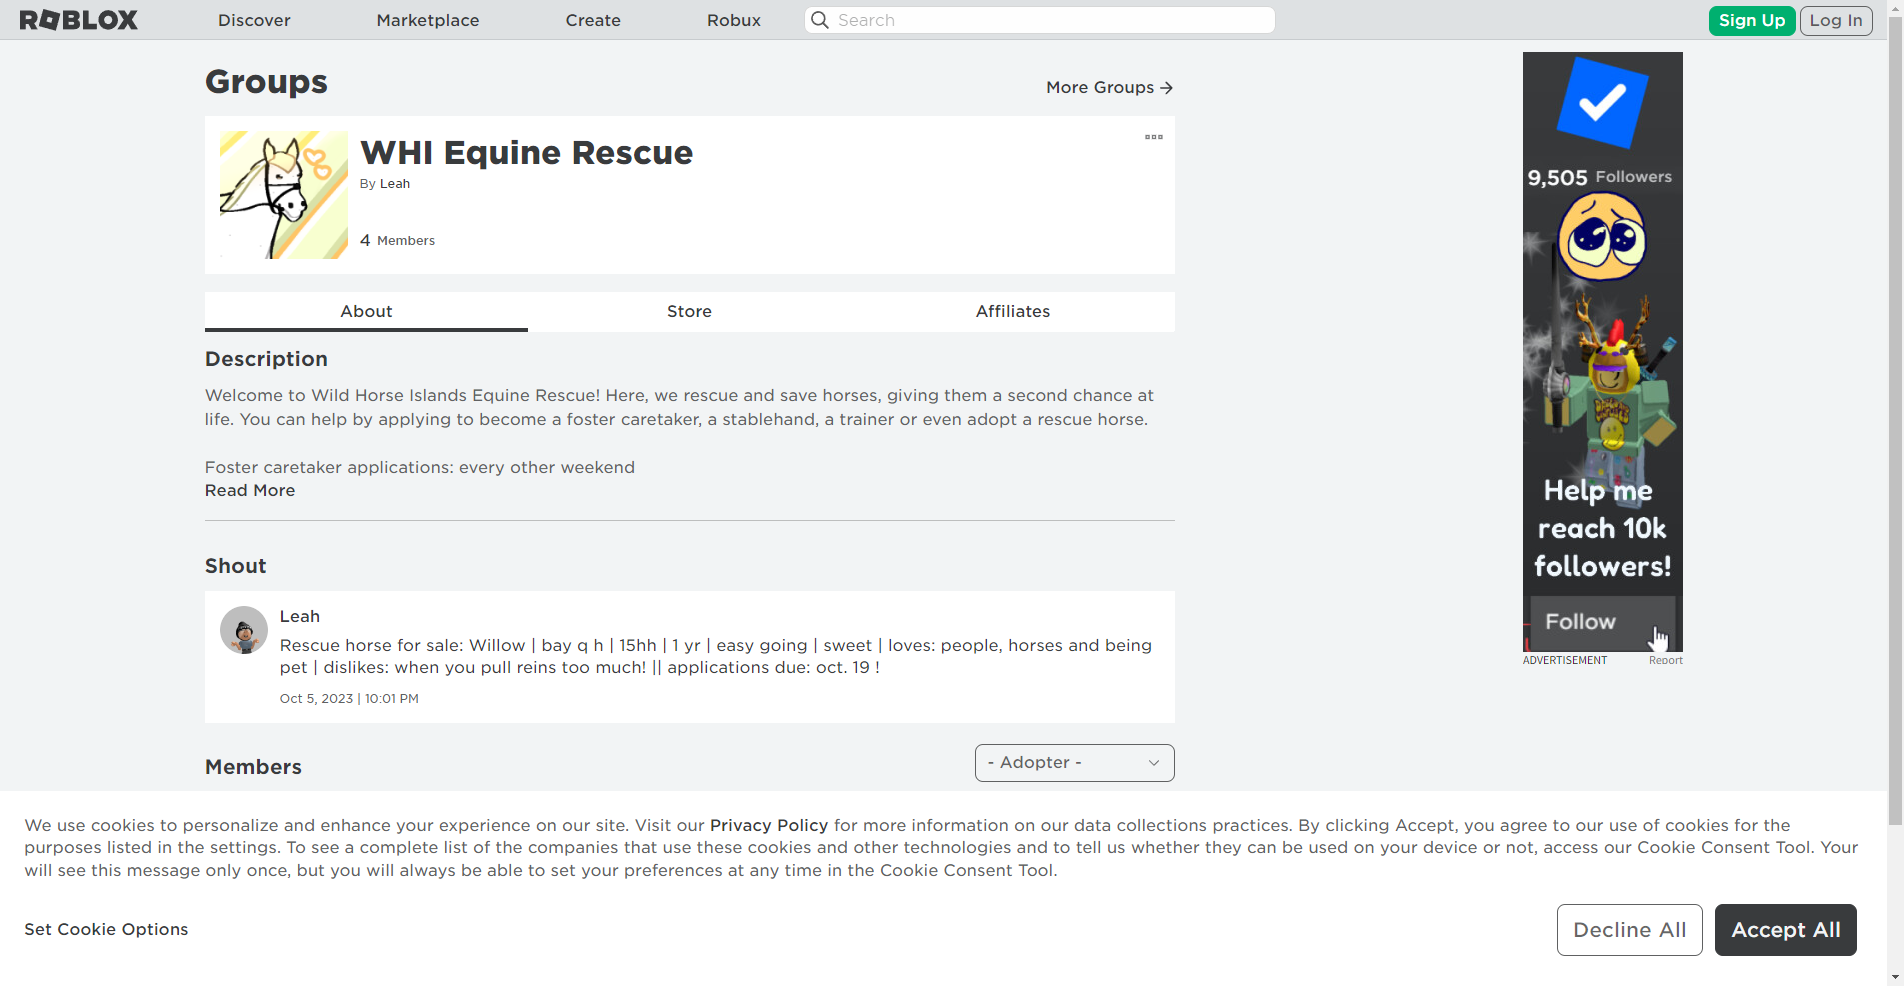 ROBLOX Discover Marketplace Create Robux Search Sign Up Log In
Groups
More Groups
WHI Equine Rescue
By Leah
4 Members
About Store Affiliates
Description
Welcome to Wild Horse Islands Equine Rescue! Here, we rescue and save horses, giving them a second chance at
life. You can help by applying to become a foster caretaker, a stablehand, a trainer or even adopt a rescue horse.
Foster caretaker applications: every other weekend
Read More
Shout
Leah
Rescue horse for sale: Willow | bay q h | 15hh | 1 yr | easy going | sweet | loves: people, horses and being
pet | dislikes: when you pull reins too much! || applications due: oct. 19 !
Oct 5, 2023 | 10:01 PM
Members
- Adopter -
9,505 Followers
Help me
reach 10k
followers!
Follow
ADVERTISEMENT Report
We use cookies to personalize and enhance your experience on our site. Visit our Privacy Policy for more information on our data collections practices. By clicking Accept, you agree to our use of cookies for the
purposes listed in the settings. To see a complete list of the companies that use these cookies and other technologies and to tell us whether they can be used on your device or not, access our Cookie Consent Tool. Your
will see this message only once, but you will always be able to set your preferences at any time in the Cookie Consent Tool.
Set Cookie Options
Decline All
Accept All